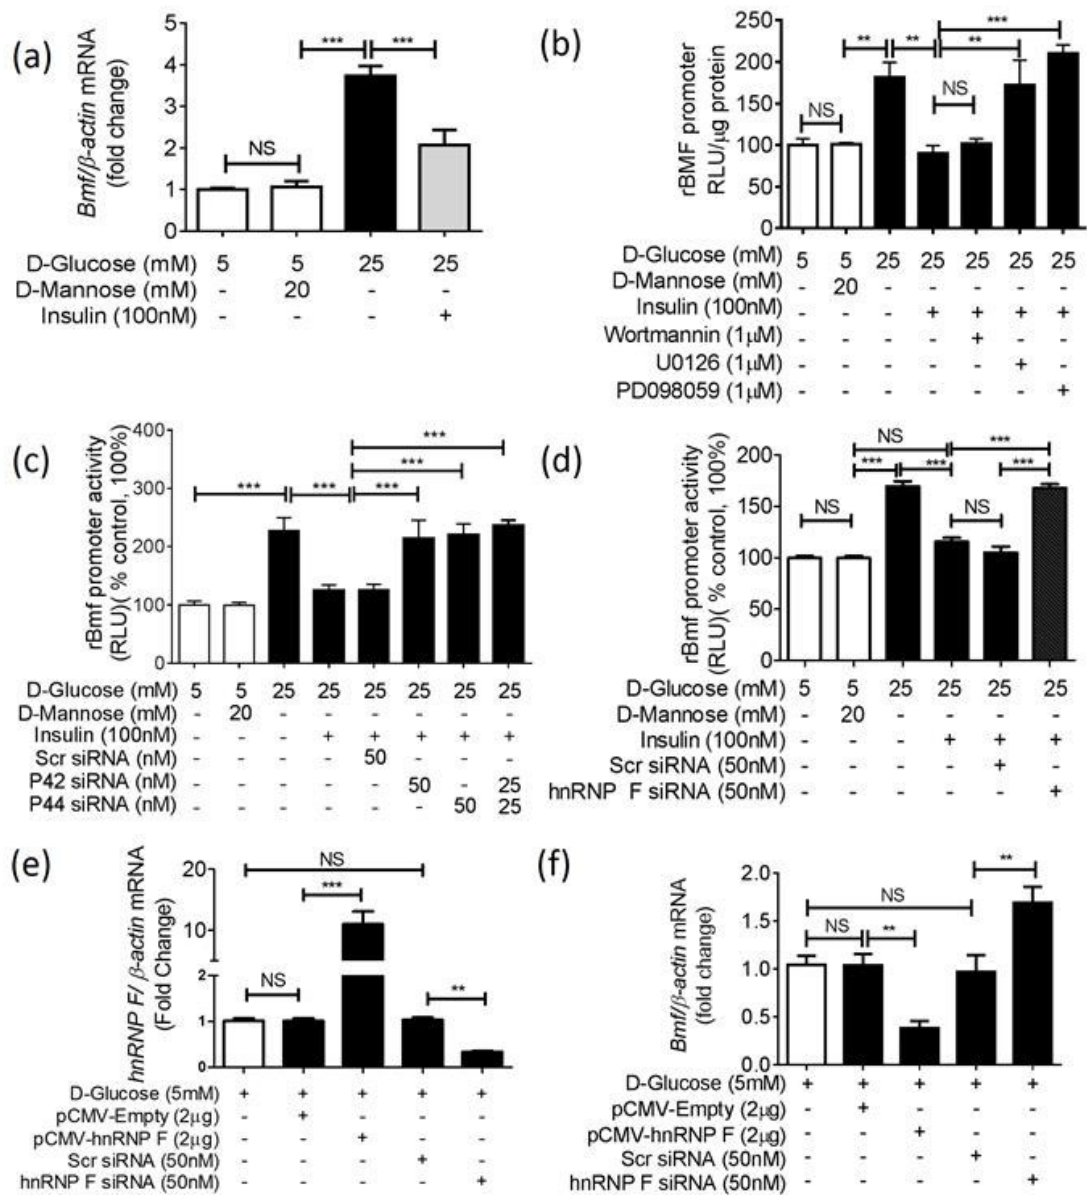 (a)
Bmf/β-actin mRNA
(fold change)
5
4
3
2
1
0
NS
***
***
D-Glucose (mM) 5 5 25 25
D-Mannose (mM) - 20 - -
Insulin (100nM) - - - +
(b)
rBMF promoter
RLU/μg protein
250
200
150
100
50
0
NS
**
**
NS
**
***
D-Glucose (mM) 5 5 25 25 25 25 25
D-Mannose (mM) - 20 - - - - -
Insulin (100nM) - - - + + + +
Wortmannin (1μM) - - - - + - -
U0126 (1μM) - - - - - + -
PD098059 (1μM) - - - - - - +
(c)
rBmf promoter activity
(RLU)( % control, 100%)
400
300
200
100
0
***
***
***
***
***
D-Glucose (mM) 5 5 25 25 25 25 25 25
D-Mannose (mM) - 20 - - - - - -
Insulin (100nM) - - - + + + + +
Scr siRNA (nM) - - - - 50 - - -
P42 siRNA (nM) - - - - - 50 - 25
P44 siRNA (nM) - - - - - - 50 25
(d)
rBmf promoter activity
(RLU)( % control, 100%)
200
150
100
50
0
NS
NS
***
***
***
***
NS
D-Glucose (mM) 5 5 25 25 25 25
D-Mannose (mM) - 20 - - - -
Insulin (100nM) - - - + + +
Scr siRNA (50nM) - - - - + -
hnRNP F siRNA (50nM) - - - - - +
(e)
hnRNP F/ β-actin mRNA
(Fold Change)
20
10
2
1
0
NS
***
NS
**
D-Glucose (5mM) + + + + +
pCMV-Empty (2μg) - + - - -
pCMV-hnRNP F (2μg) - - + - -
Scr siRNA (50nM) - - - + -
hnRNP F siRNA (50nM) - - - - +
(f)
Bmf/β-actin mRNA
(fold change)
2.0
1.5
1.0
0.5
0.0
**
NS
NS
**
D-Glucose (5mM) + + + + +
pCMV-Empty (2μg) - + - - -
pCMV-hnRNP F (2μg) - - + - -
Scr siRNA (50nM) - - - + -
hnRNP F siRNA (50nM) - - - - +